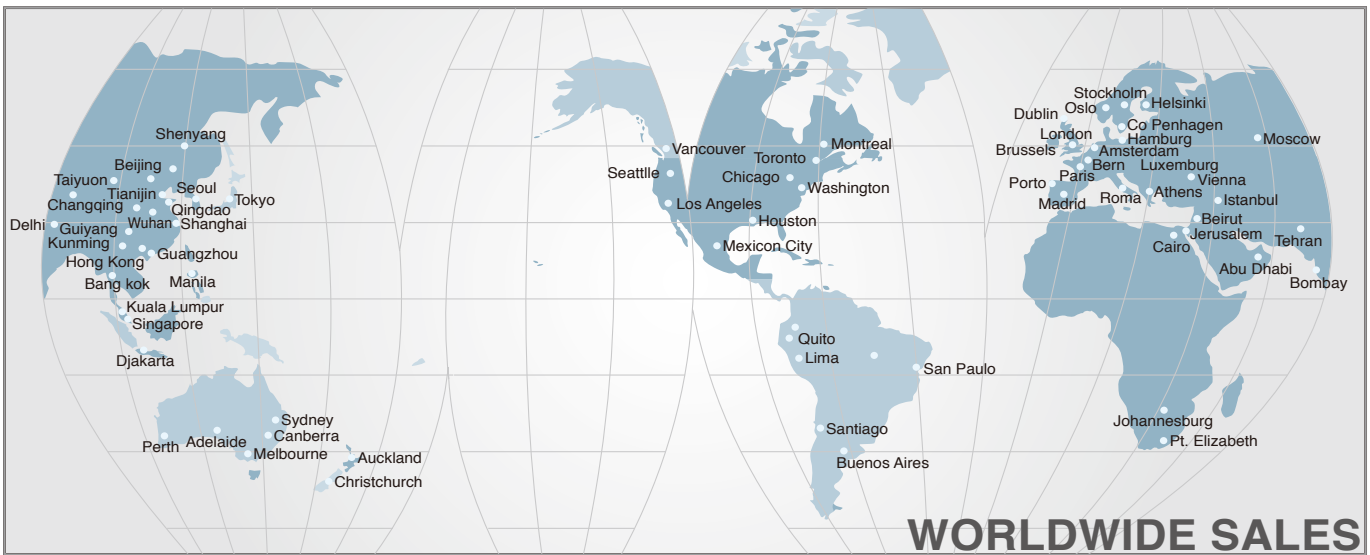 Shenyang
Beijing
Taiyuon
Tianjin
Seoul
Changqing
Qingdao
Tokyo
Delhi
Guiyang
Wuhan
Shanghai
Kunming
Guangzhou
Hong Kong
Bang kok
Manila
Kuala Lumpur
Singapore
Djakarta
Sydney
Perth
Adelaide
Canberra
Melbourne
Auckland
Christchurch
Vancouver
Seattlle
Los Angeles
Montreal
Toronto
Chicago
Washington
Houston
Mexicon City
Quito
Lima
San Paulo
Santiago
Buenos Aires
Stockholm
Helsinki
Oslo
Dublin
Co Penhagen
London
Hamburg
Moscow
Brussels
Amsterdam
Bern
Luxemburg
Paris
Vienna
Porto
Madrid
Roma
Athens
Istanbul
Beirut
Jerusalem
Cairo
Tehran
Abu Dhabi
Bombay
Johannesburg
Pt. Elizabeth
WORLDWIDE SALES